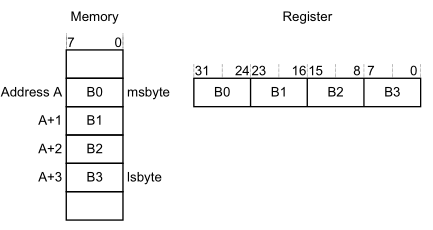 Memory
Register
7 0
31 24 23 16 15 8 7 0
Address A B0 msbyte
B0 B1 B2 B3
A+1 B1
A+2 B2
A+3 B3 lsbyte